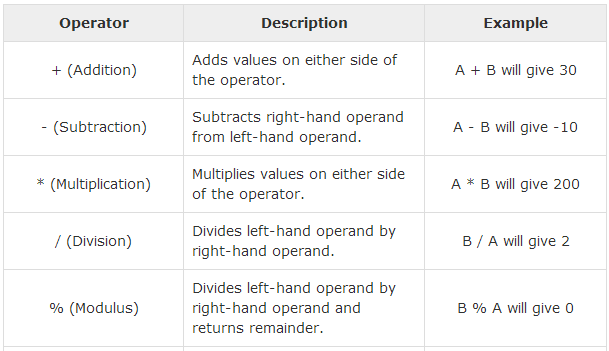 Operator Description Example
+ (Addition) Adds values on either side of A + B will give 30
the operator.
- (Subtraction) Subtracts right-hand operand A - B will give -10
from left-hand operand.
* (Multiplication) Multiplies values on either side A * B will give 200
of the operator.
/ (Division) Divides left-hand operand by B / A will give 2
right-hand operand.
% (Modulus) Divides left-hand operand by B % A will give 0
right-hand operand and
returns remainder.